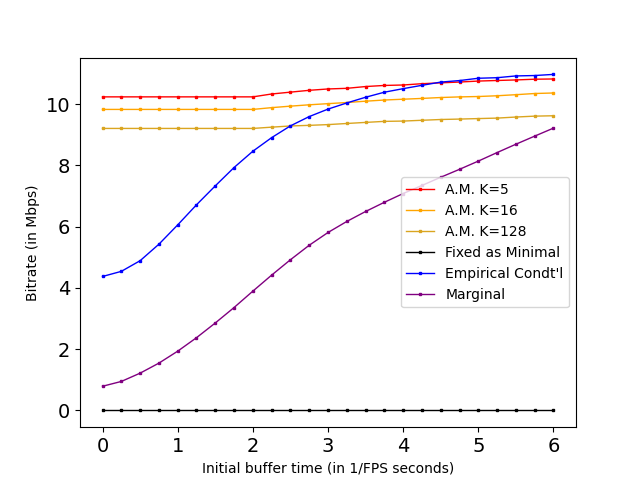 10
8
6
4
2
0
Bitrate (in Mbps)
A.M. K=5
A.M. K=16
A.M. K=128
Fixed as Minimal
Empirical Condt'l
Marginal
0 1 2 3 4 5 6
Initial buffer time (in 1/FPS seconds)